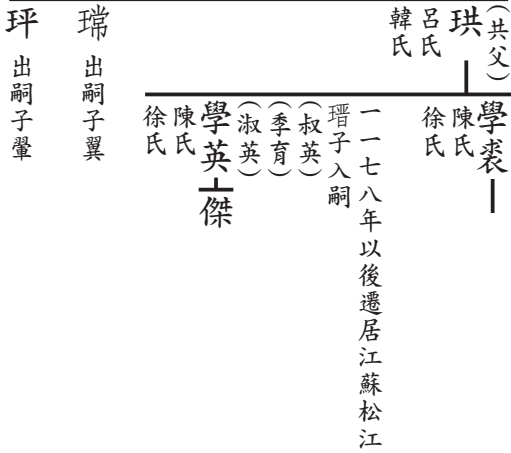 (共父)
珙
呂氏
韓氏
學裘
陳氏
徐氏
一一七八年以後遷居江蘇松江
瑨子入嗣
(叔英)
(季育)
(淑英)
學英
陳氏
徐氏
傑
瑺 出嗣子翼
玶 出嗣子翬